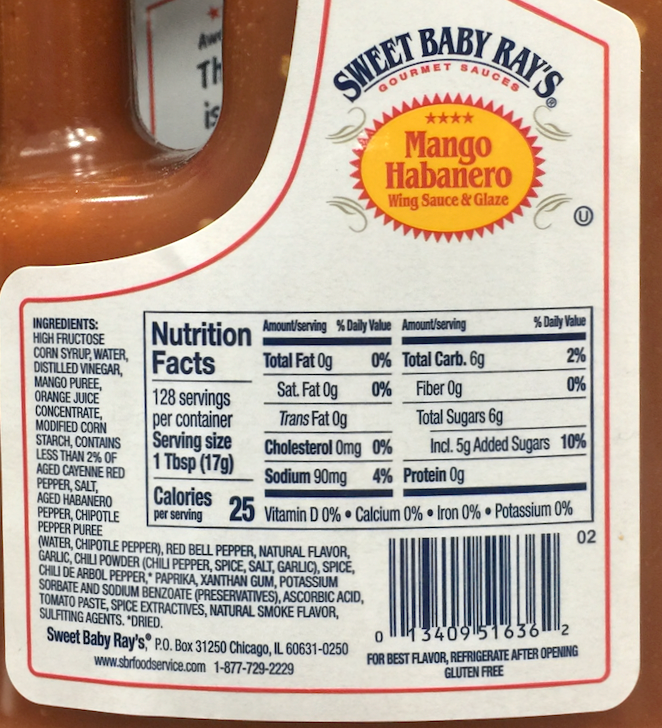 Th
is
SWEET BABY RAY'S®
GOURMET SAUCES
Mango
Habanero
Wing Sauce & Glaze
U
INGREDIENTS:
HIGH FRUCTOSE
CORN SYRUP, WATER,
DISTILLED VINEGAR,
MANGO PUREE,
ORANGE JUICE
CONCENTRATE,
MODIFIED CORN
STARCH, CONTAINS
LESS THAN 2% OF
AGED CAYENNE RED
PEPPER, SALT,
AGED HABANERO
PEPPER, CHIPOTLE
PEPPER PUREE
(WATER, CHIPOTLE PEPPER), RED BELL PEPPER, NATURAL FLAVOR,
GARLIC, CHILI POWDER (CHILI PEPPER, SPICE, SALT, GARLIC), SPICE,
CHILI DE ARBOL PEPPER,* PAPRIKA, XANTHAN GUM, POTASSIUM
SORBATE AND SODIUM BENZOATE (PRESERVATIVES), ASCORBIC ACID,
TOMATO PASTE, SPICE EXTRACTIVES, NATURAL SMOKE FLAVOR,
SULFITING AGENTS. *DRIED.
Sweet Baby Ray's® P.O. Box 31250 Chicago, IL 60631-0250
www.sbrfoodservice.com 1-877-729-2229
Nutrition
Facts
128 servings
per container
Serving size
1 Tbsp (17g)
Calories
per serving 25
Amount/serving % Daily Value
Total Fat 0g 0%
Sat. Fat 0g 0%
Trans Fat 0g
Cholesterol 0mg 0%
Sodium 90mg 4%
Amount/serving % Daily Value
Total Carb. 6g 2%
Fiber 0g 0%
Total Sugars 6g
Incl. 5g Added Sugars 10%
Protein 0g
Vitamin D 0% • Calcium 0% • Iron 0% • Potassium 0%
02
0 13409 51636 2
FOR BEST FLAVOR, REFRIGERATE AFTER OPENING
GLUTEN FREE